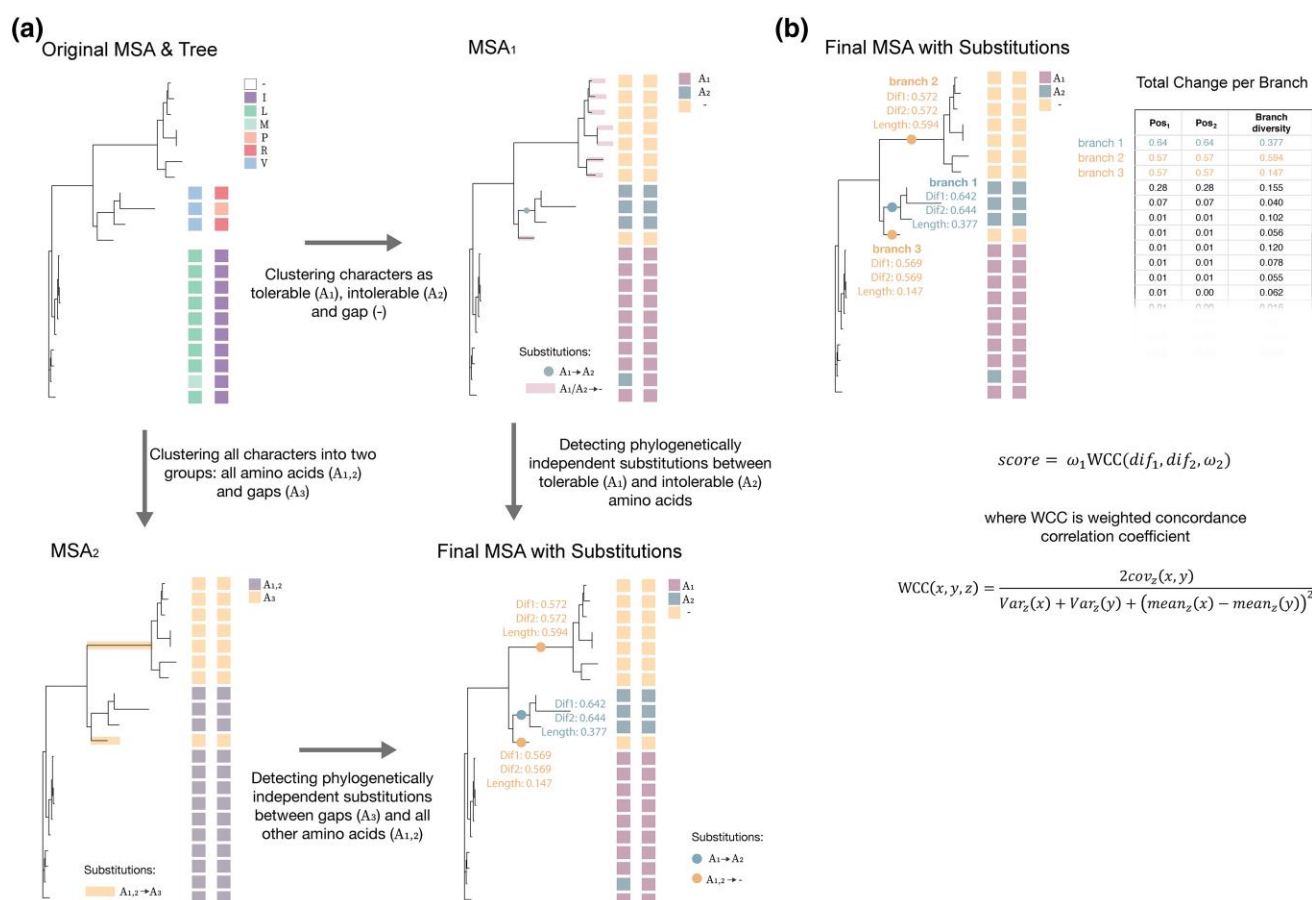 (a)
Original MSA & Tree
-
I
L
M
P
R
V
Clustering characters as
tolerable (A₁), intolerable (A₂)
and gap (-)
MSA₁
A₁
A₂
-
Substitutions:
A₁→A₂
A₁/A₂→-
Clustering all characters into two
groups: all amino acids (A₁,₂)
and gaps (A₃)
Detecting phylogenetically
independent substitutions between
tolerable (A₁) and intolerable (A₂)
amino acids
MSA₂
A₁,₂
A₃
Substitutions:
A₁,₂→A₃
Detecting phylogenetically
independent substitutions
between gaps (A₃) and all
other amino acids (A₁,₂)
Final MSA with Substitutions
A₁
A₂
-
Dif1: 0.572
Dif2: 0.572
Length: 0.594
Dif1: 0.642
Dif2: 0.644
Length: 0.377
Dif1: 0.569
Dif2: 0.569
Length: 0.147
Substitutions:
A₁→A₂
A₁,₂→-
(b)
Final MSA with Substitutions
A₁
A₂
-
branch 2
Dif1: 0.572
Dif2: 0.572
Length: 0.594
branch 1
Dif1: 0.642
Dif2: 0.644
Length: 0.377
branch 3
Dif1: 0.569
Dif2: 0.569
Length: 0.147
Total Change per Branch
Pos₁ Pos₂ Branch diversity
branch 1 0.64 0.64 0.377
branch 2 0.57 0.57 0.594
branch 3 0.57 0.57 0.147
0.28 0.28 0.155
0.07 0.07 0.040
0.01 0.01 0.102
0.01 0.01 0.056
0.01 0.01 0.120
0.01 0.01 0.078
0.01 0.01 0.055
0.01 0.00 0.062
0.01 0.00 0.016
score = ω₁WCC(dif₁, dif₂, ω₂)
where WCC is weighted concordance
correlation coefficient
WCC(x, y, z) = 2cov_z(x, y) / (Var_z(x) + Var_z(y) + (mean_z(x) − mean_z(y))²)